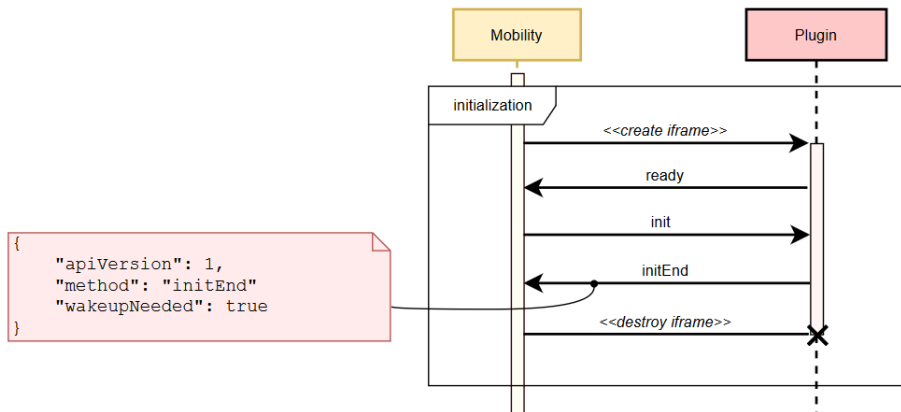 Mobility
Plugin
initialization
<<create iframe>>
ready
init
initEnd
<<destroy iframe>>
{
"apiVersion": 1,
"method": "initEnd"
"wakeupNeeded": true
}